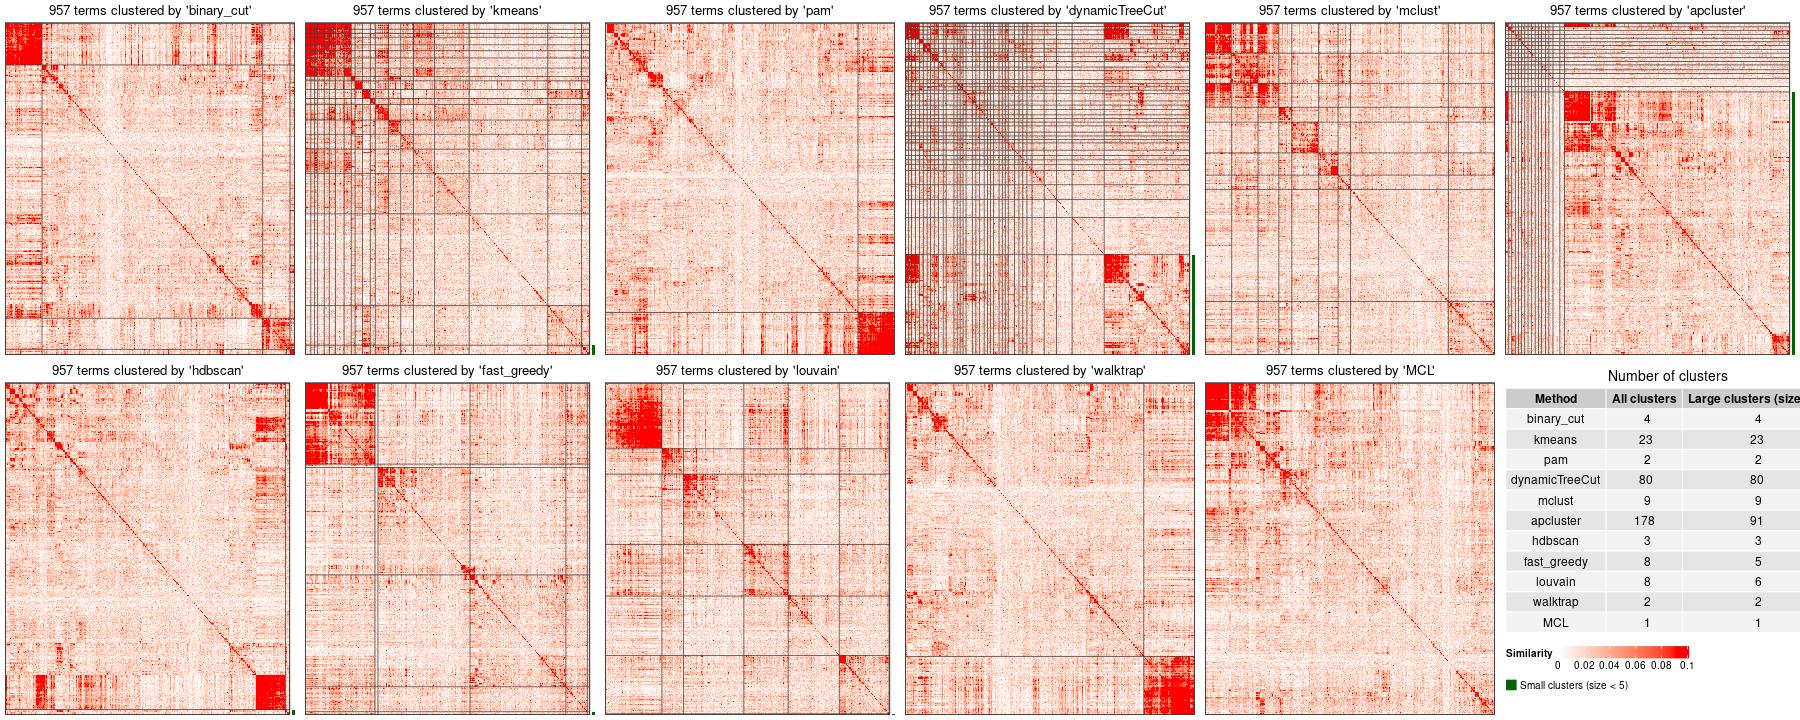 957 terms clustered by 'binary_cut'
957 terms clustered by 'kmeans'
957 terms clustered by 'pam'
957 terms clustered by 'dynamicTreeCut'
957 terms clustered by 'mclust'
957 terms clustered by 'apcluster'
957 terms clustered by 'hdbscan'
957 terms clustered by 'fast_greedy'
957 terms clustered by 'louvain'
957 terms clustered by 'walktrap'
957 terms clustered by 'MCL'
Number of clusters
Method All clusters Large clusters (size
binary_cut 4 4
kmeans 23 23
pam 2 2
dynamicTreeCut 80 80
mclust 9 9
apcluster 178 91
hdbscan 3 3
fast_greedy 8 5
louvain 8 6
walktrap 2 2
MCL 1 1
Similarity
0 0.02 0.04 0.06 0.08 0.1
Small clusters (size < 5)